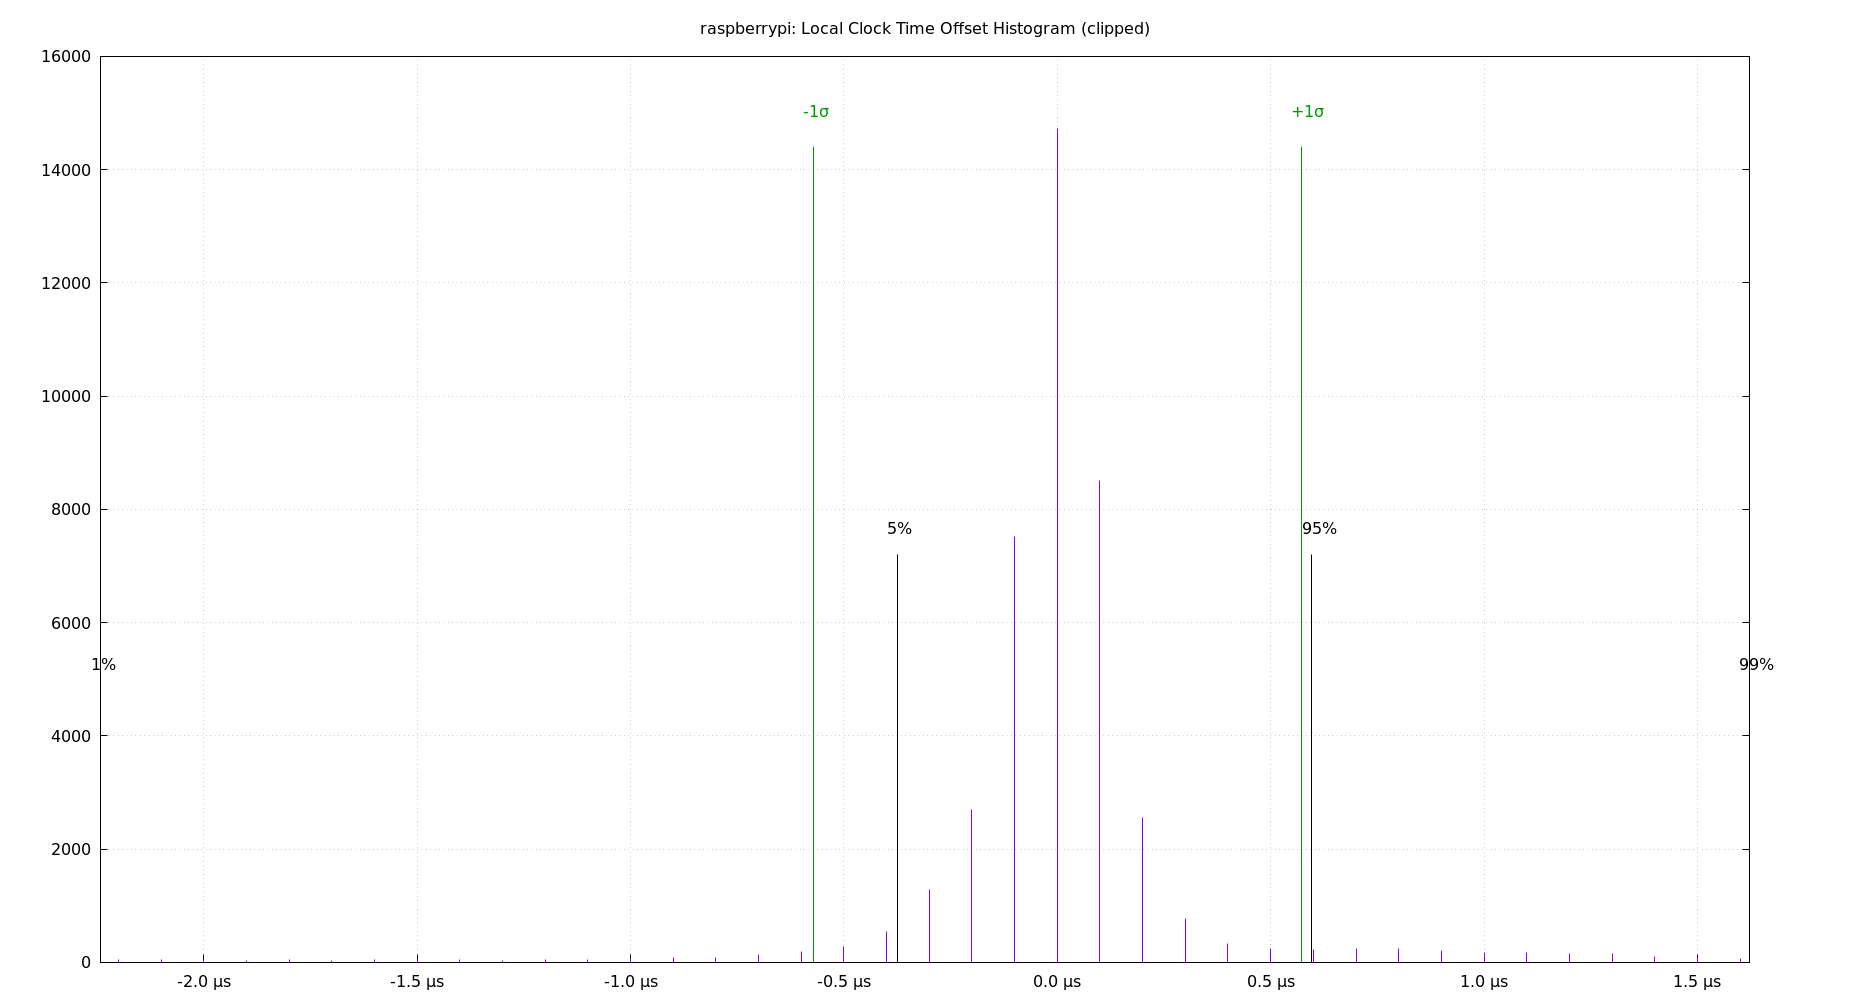 raspberrypi: Local Clock Time Offset Histogram (clipped)
16000
-1σ
+1σ
14000
12000
10000
8000
5%
95%
6000
1%
99%
4000
2000
0
-2.0 µs
-1.5 µs
-1.0 µs
-0.5 µs
0.0 µs
0.5 µs
1.0 µs
1.5 µs